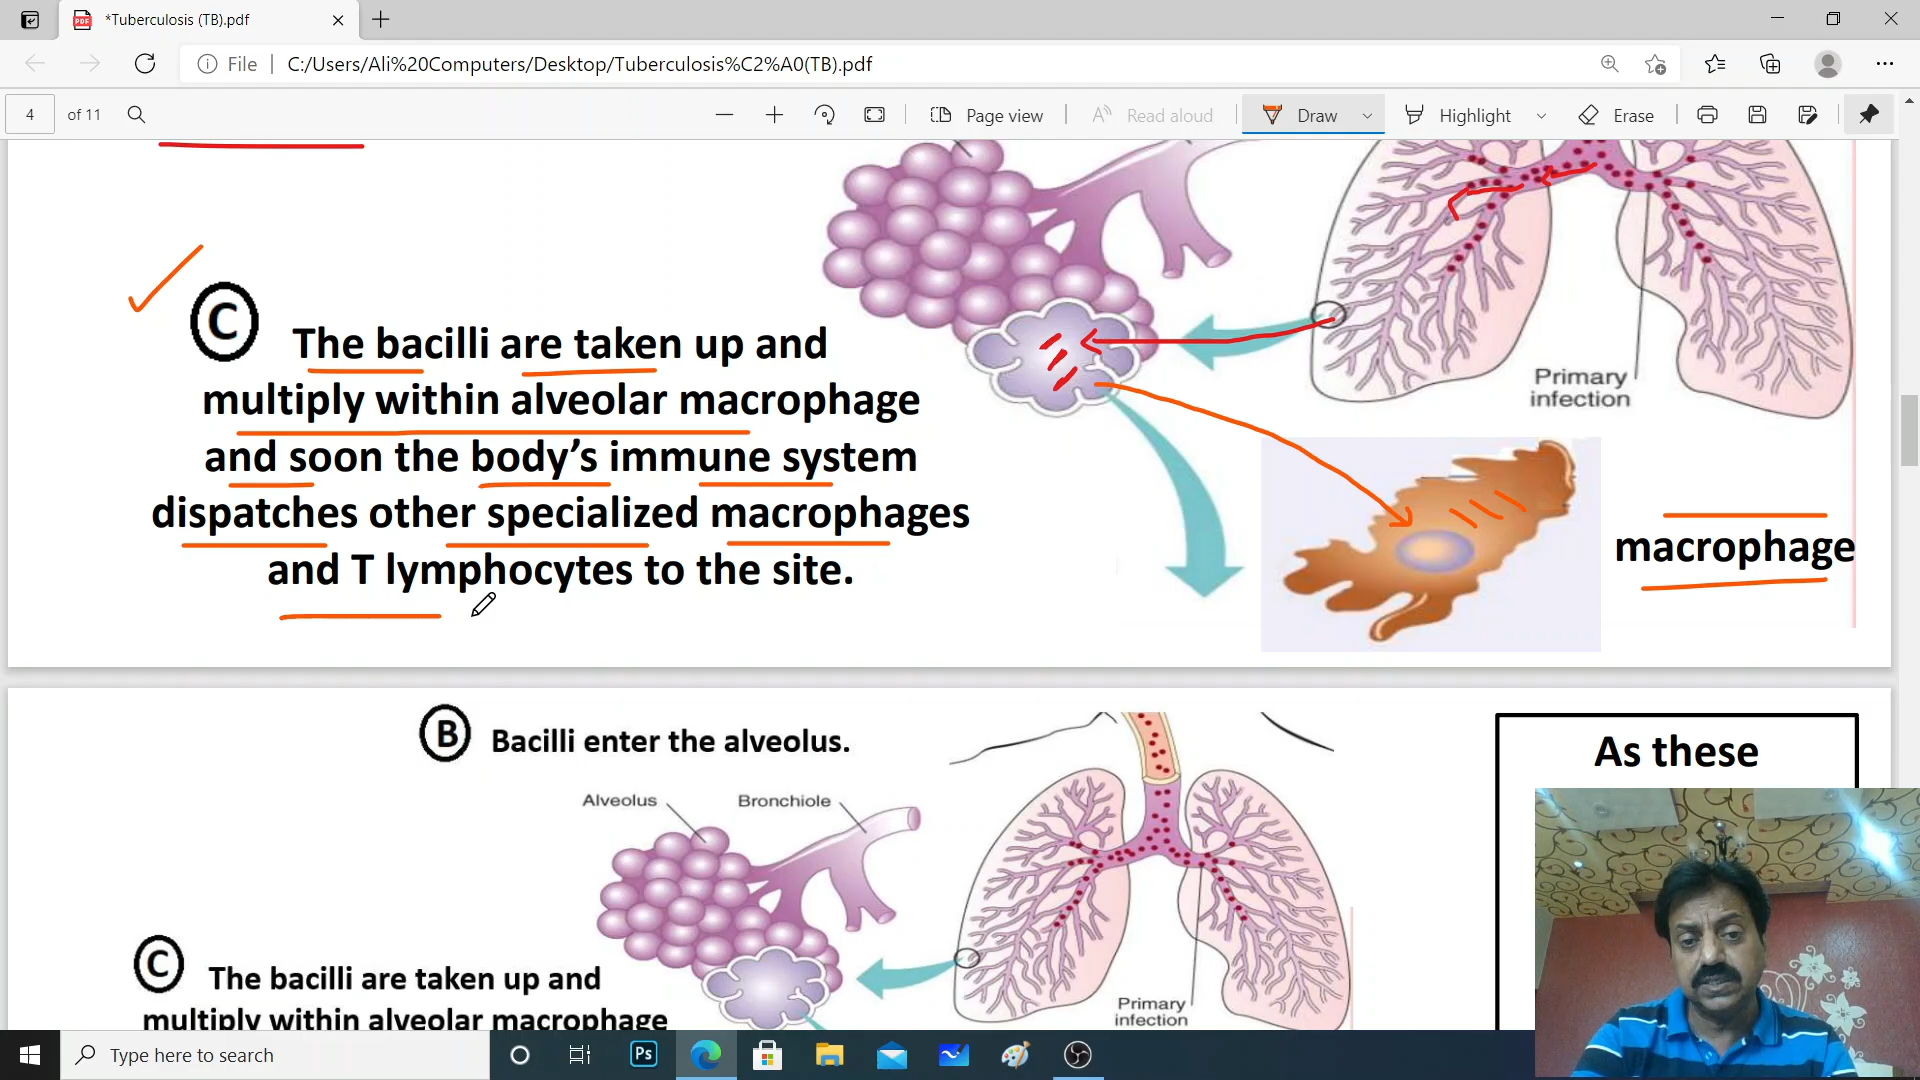 *Tuberculosis (TB).pdf
File
C:/Users/Ali%20Computers/Desktop/Tuberculosis%C2%A0(TB).pdf
4 of 11
Page view
Read aloud
Draw
Highlight
Erase
C The bacilli are taken up and
multiply within alveolar macrophage
and soon the body’s immune system
dispatches other specialized macrophages
and T lymphocytes to the site.
Primary
infection
macrophage
B Bacilli enter the alveolus.
Alveolus
Bronchiole
C The bacilli are taken up and
multiply within alveolar macrophage
Primary
infection
As these
Type here to search
Ps